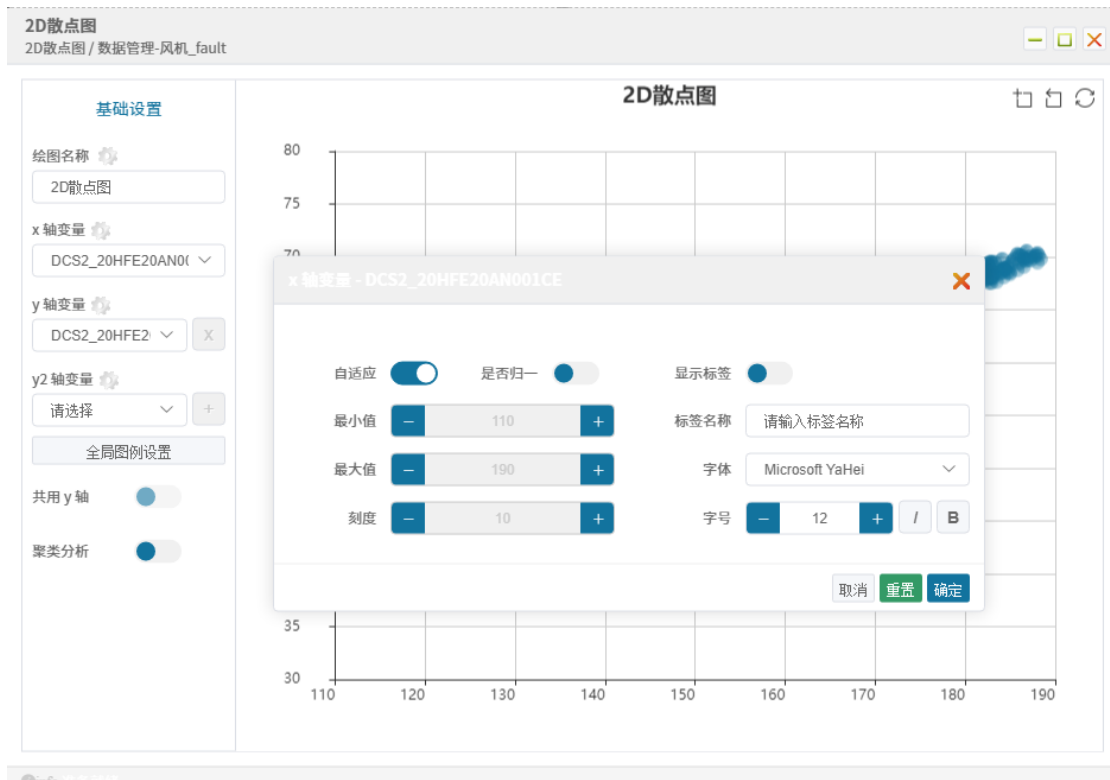 2D散点图
2D散点图 / 数据管理-风机_fault
基础设置
绘图名称
2D散点图
x 轴变量
DCS2_20HFE20AN0(
y 轴变量
DCS2_20HFE2
X
y2 轴变量
请选择
+
全局图例设置
共用 y 轴
聚类分析
2D散点图
80
75
70
x 轴变量 - DCS2_20HFE20AN001CE
自适应
是否归一
显示标签
最小值
−
110
+
标签名称
请输入标签名称
最大值
−
190
+
字体
Microsoft YaHei
刻度
−
10
+
字号
−
12
+
I
B
取消
重置
确定
35
30
110
120
130
140
150
160
170
180
190